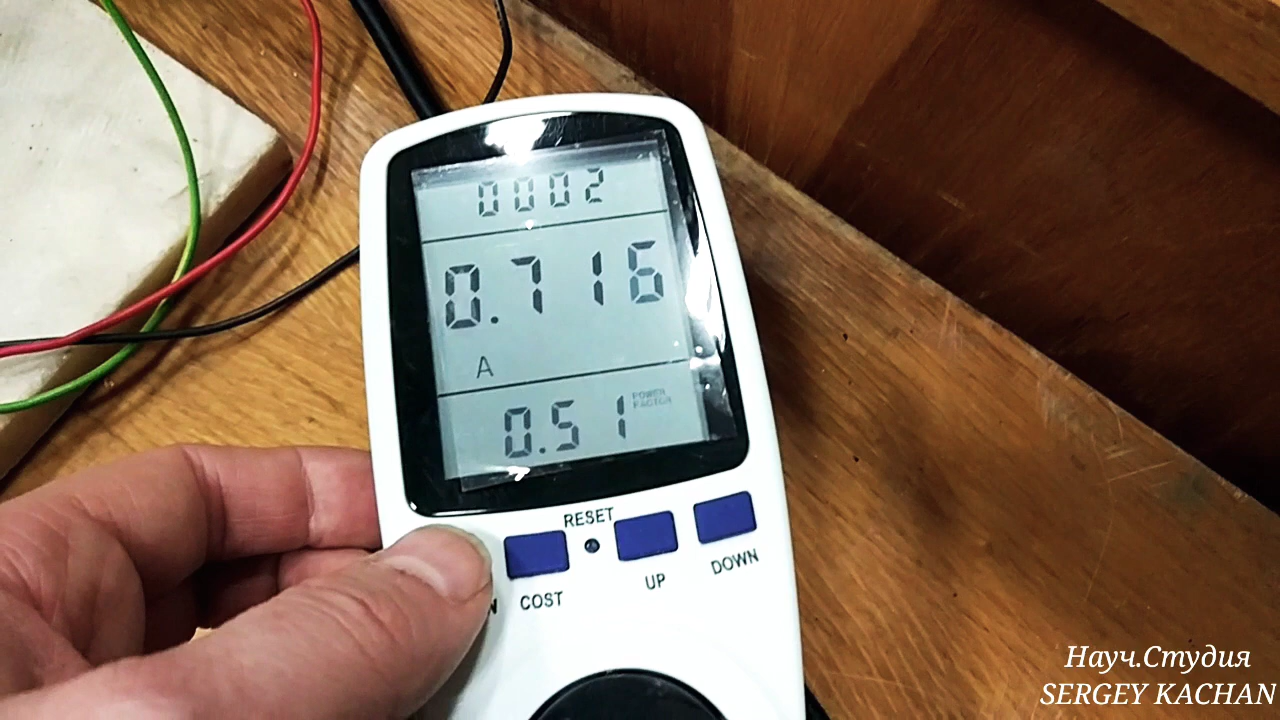 0002
0.716
A
0.51 POWER FACTOR
RESET
COST UP DOWN
Науч.Студия
SERGEY KACHAN